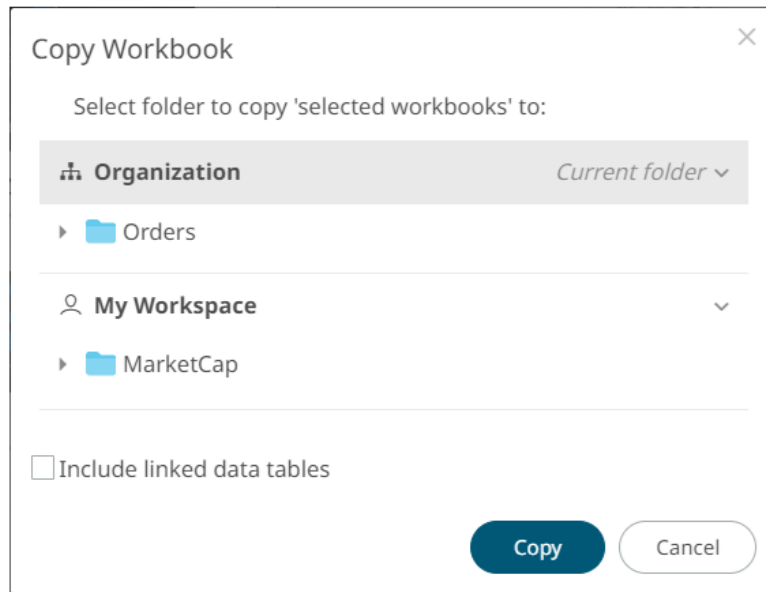 Copy Workbook
Select folder to copy 'selected workbooks' to:
Organization Current folder
Orders
My Workspace
MarketCap
Include linked data tables
Copy Cancel